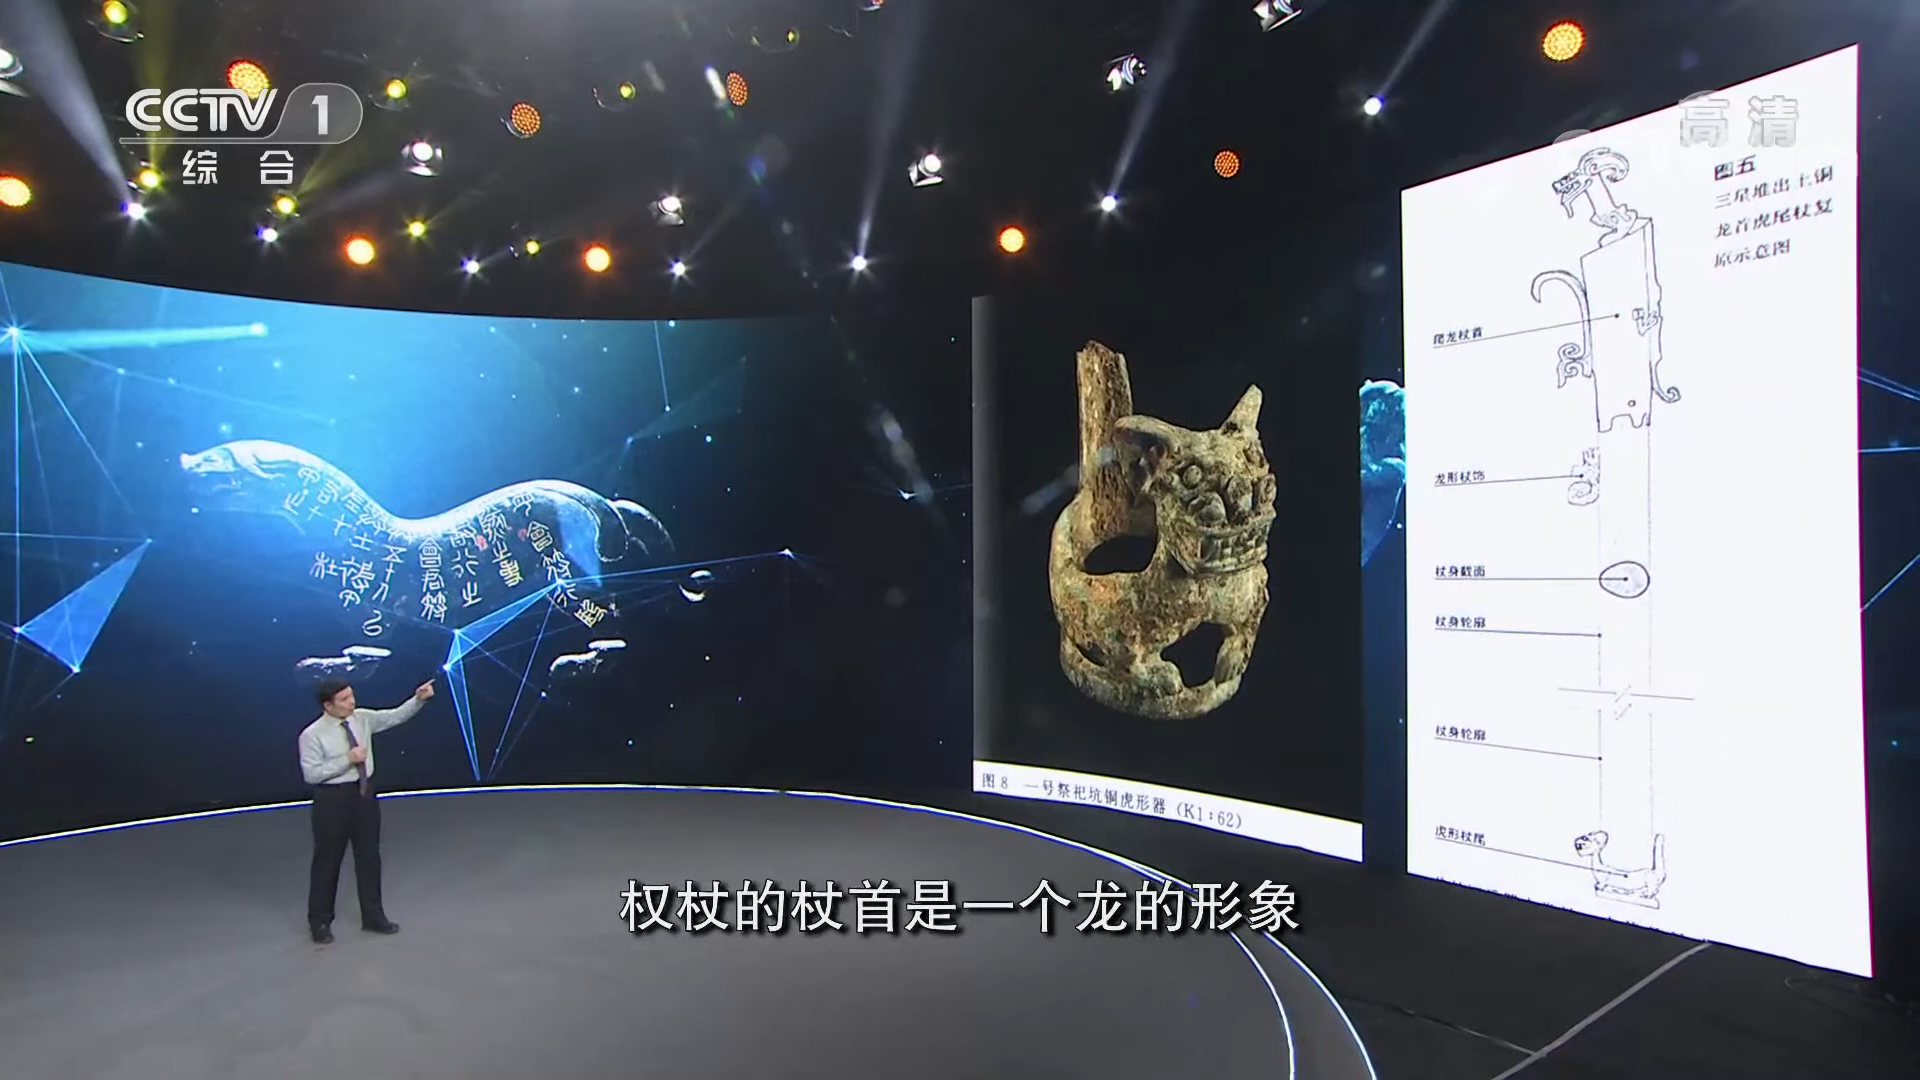 CCTV 1
综合
高清
图五
三星堆出土铜
龙首虎尾杖复
原示意图
爬龙杖首
龙形杖饰
杖身截面
杖身轮廓
杖身轮廓
虎形杖尾
图 8 一号祭祀坑铜虎形器（K1:62）
权杖的杖首是一个龙的形象